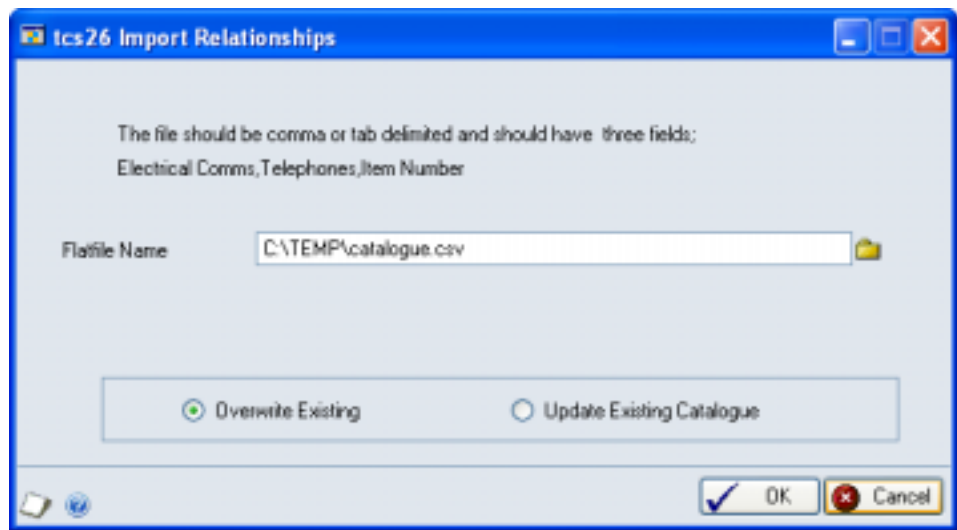 tcs26 Import Relationships
The file should be comma or tab delimited and should have three fields;
Electrical Comms,Telephones,Item Number
Flatfile Name
C:\TEMP\catalogue.csv
Overwrite Existing
Update Existing Catalogue
OK
Cancel